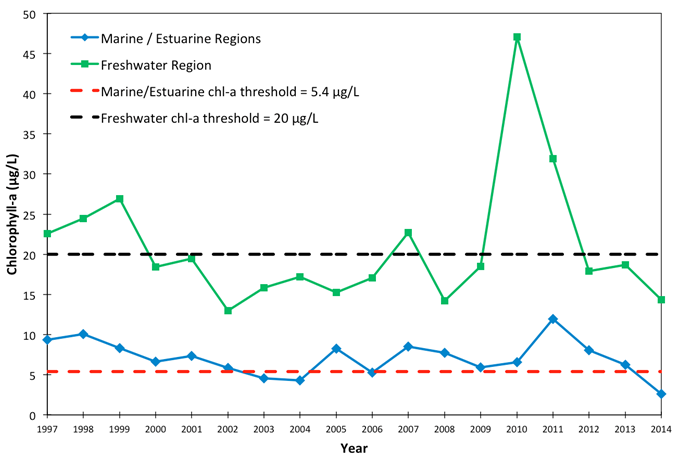 50
45
40
35
30
25
20
15
10
5
0
Chlorophyll-a (µg/L)
Marine / Estuarine Regions
Freshwater Region
Marine/Estuarine chl-a threshold = 5.4 µg/L
Freshwater chl-a threshold = 20 µg/L
1997 1998 1999 2000 2001 2002 2003 2004 2005 2006 2007 2008 2009 2010 2011 2012 2013 2014
Year